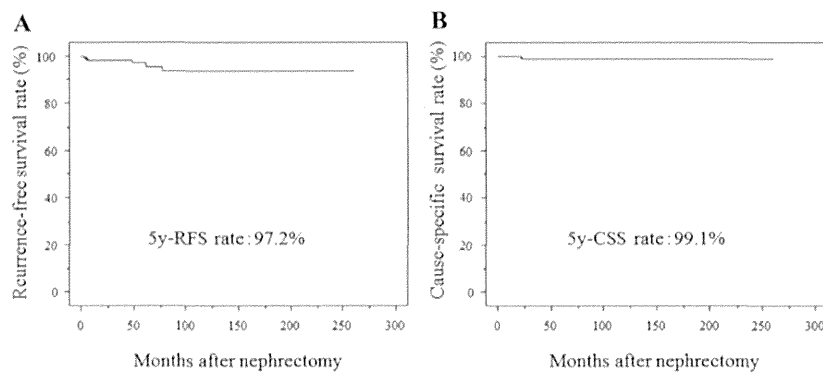 A
Reurrence-free survival rate (%)
100
80
60
40
20
0
5y-RFS rate:97.2%
0 50 100 150 200 250 300
Months after nephrectomy
B
Cause-specific survival rate (%)
100
80
60
40
20
0
5y-CSS rate:99.1%
0 50 100 150 200 250 300
Months after nephrectomy